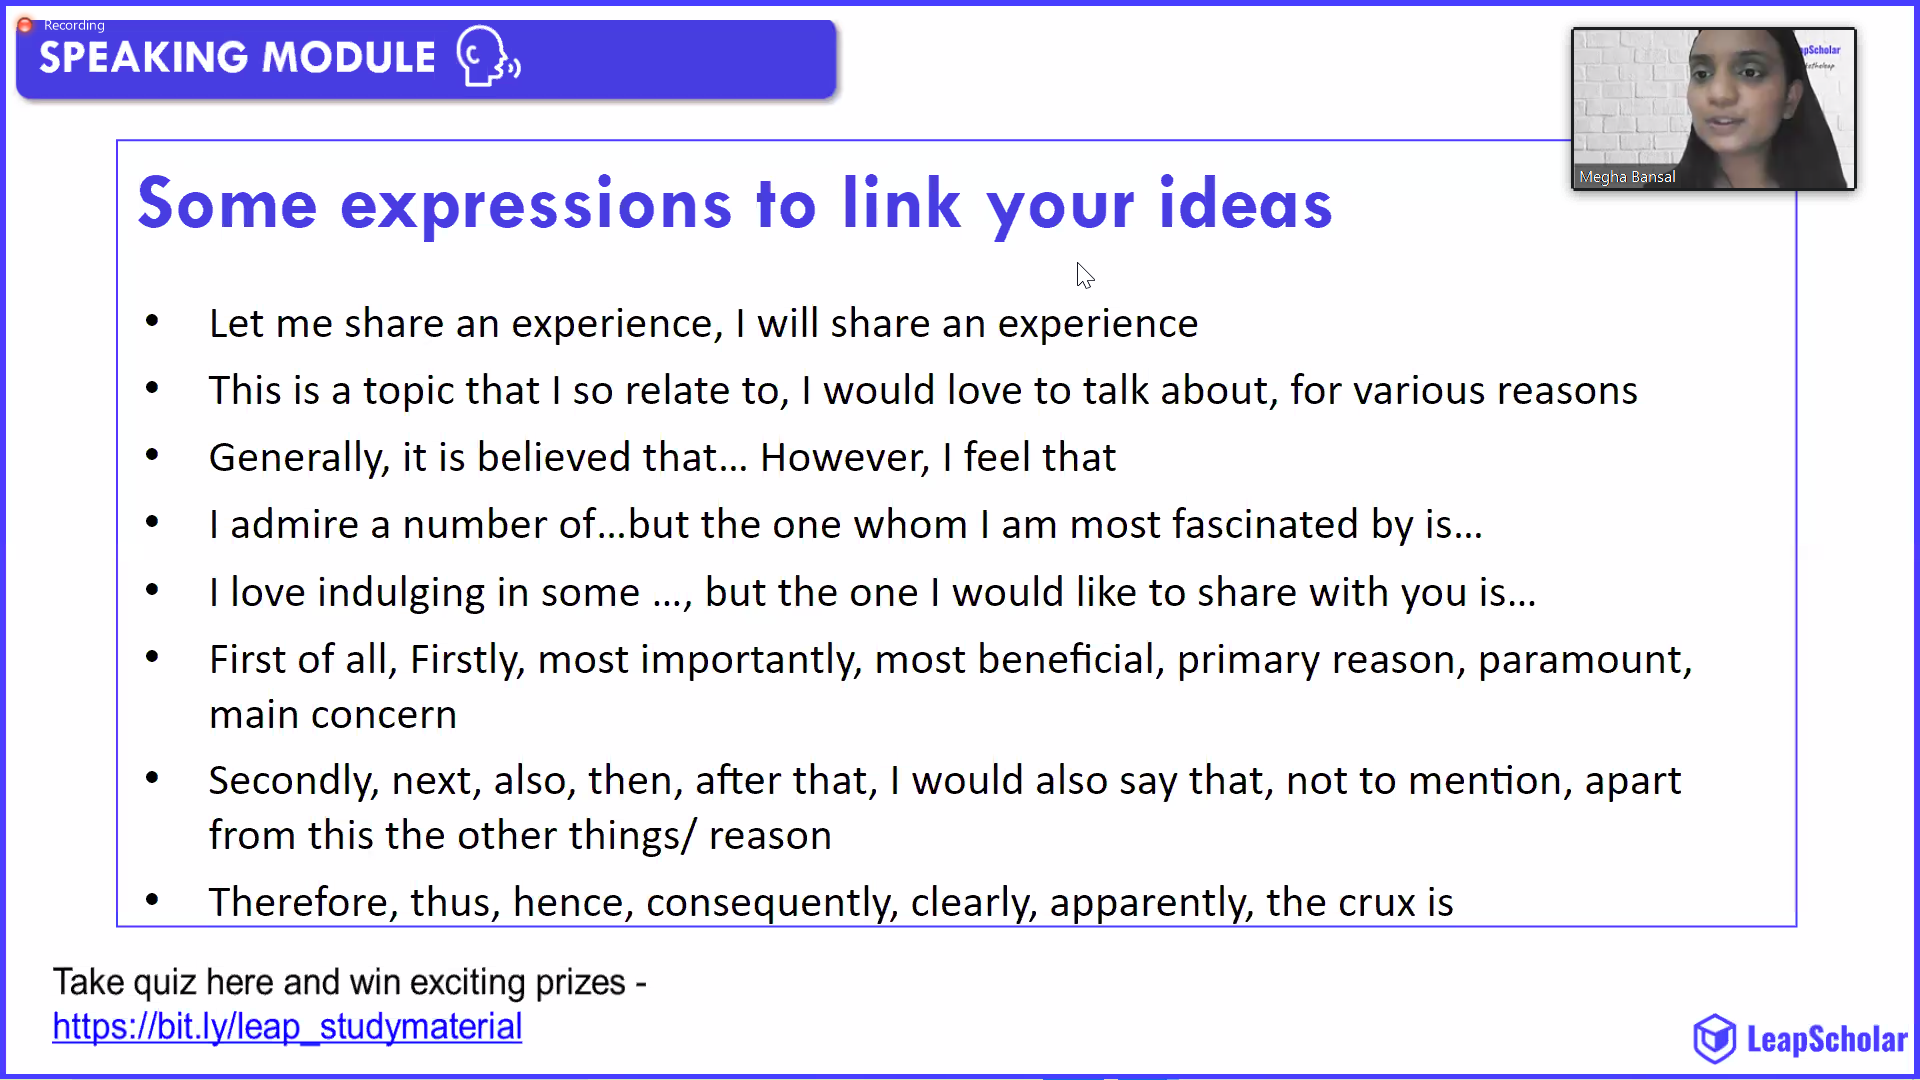 Recording
SPEAKING MODULE
apScholar
Megha Bansal
Some expressions to link your ideas
• Let me share an experience, I will share an experience
• This is a topic that I so relate to, I would love to talk about, for various reasons
• Generally, it is believed that... However, I feel that
• I admire a number of...but the one whom I am most fascinated by is...
• I love indulging in some ..., but the one I would like to share with you is...
• First of all, Firstly, most importantly, most beneficial, primary reason, paramount,
main concern
• Secondly, next, also, then, after that, I would also say that, not to mention, apart
from this the other things/ reason
• Therefore, thus, hence, consequently, clearly, apparently, the crux is
Take quiz here and win exciting prizes -
https://bit.ly/leap_studymaterial
LeapScholar